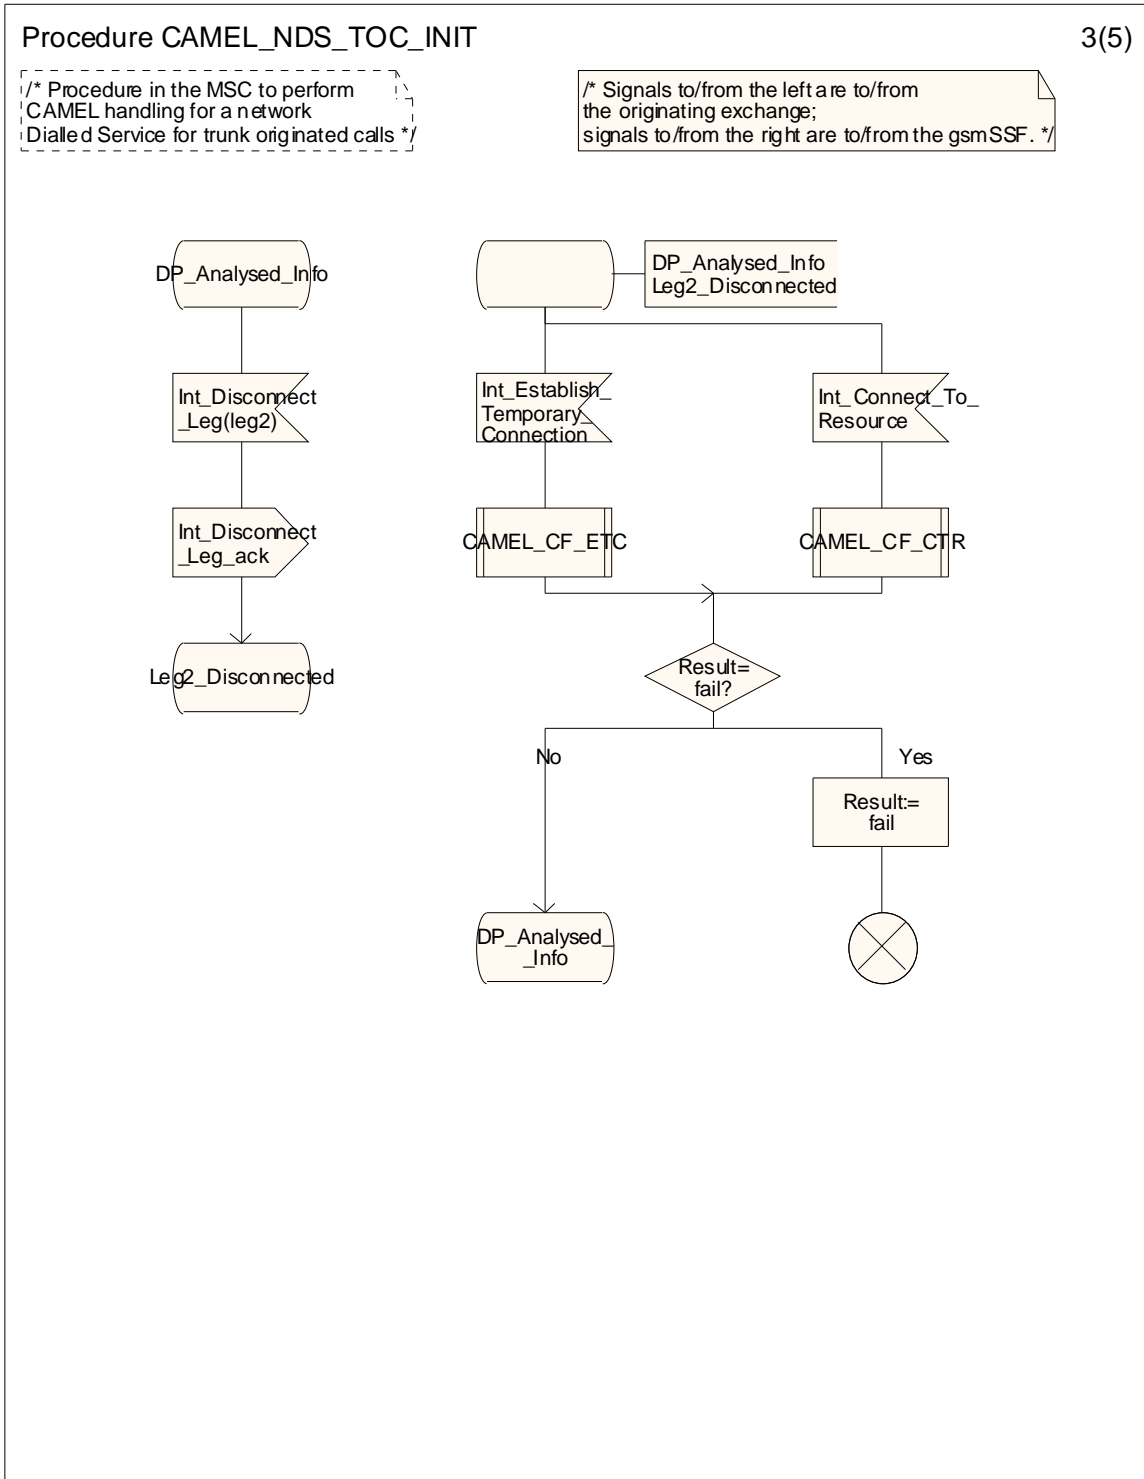 Procedure CAMEL_NDS_TOC_INIT
3(5)
/* Procedure in the MSC to perform
CAMEL handling for a network
Dialled Service for trunk originated calls */
/* Signals to/from the left are to/from
the originating exchange;
signals to/from the right are to/from the gsmSSF. */
DP_Analysed_Info
DP_Analysed_Info
Leg2_Disconnected
Int_Disconnect
_Leg(leg2)
Int_Establish_
Temporary_
Connection
Int_Connect_To_
Resource
Int_Disconnect
_Leg_ack
CAMEL_CF_ETC
CAMEL_CF_CTR
Leg2_Disconnected
Result=
fail?
No
Yes
Result:=
fail
DP_Analysed_
_Info